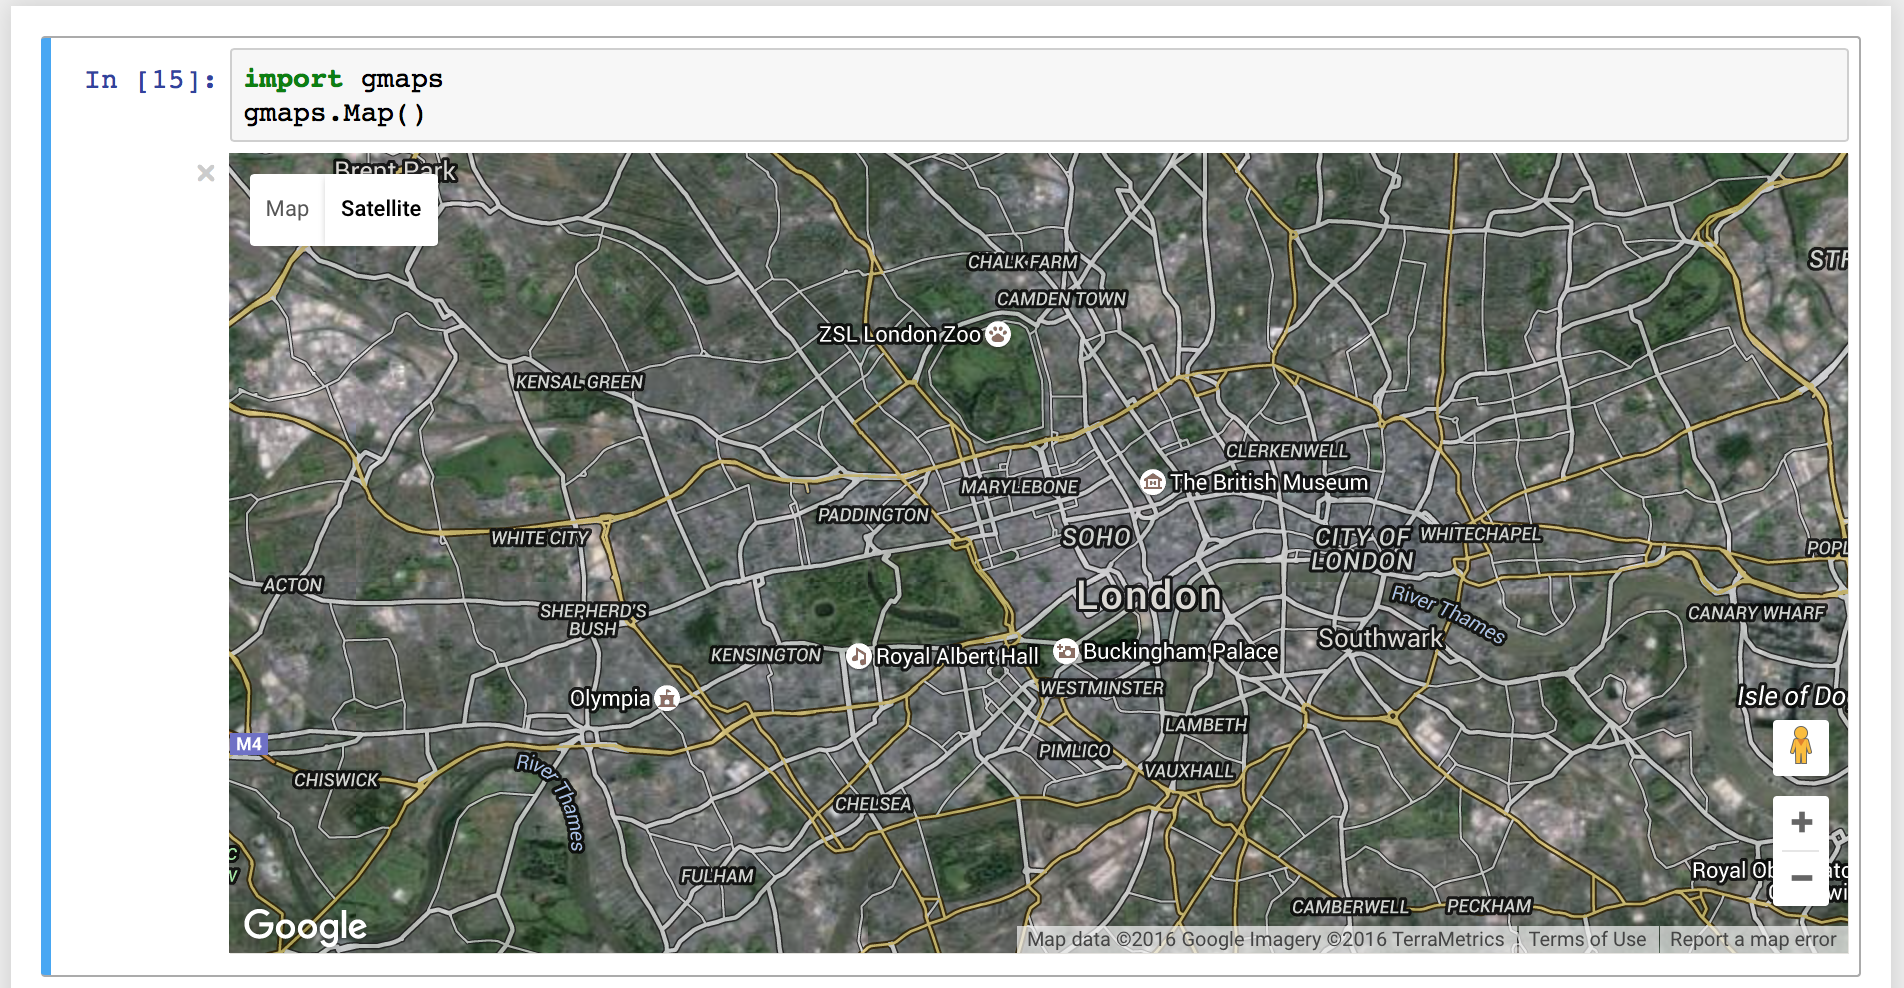 In [15]:
import gmaps
gmaps.Map()
Brent Park
Map
Satellite
CHALK FARM
STR
CAMDEN TOWN
ZSL London Zoo
KENSAL GREEN
CLERKENWELL
The British Museum
MARYLEBONE
PADDINGTON
WHITE CITY
SOHO
CITY OF
LONDON
WHITECHAPEL
POPL
ACTON
London
River Thames
SHEPHERD'S
BUSH
CANARY WHARF
Southwark
KENSINGTON
Royal Albert Hall
Buckingham Palace
WESTMINSTER
Olympia
Isle of Do
LAMBETH
M4
PIMLICO
River Thames
VAUXHALL
CHISWICK
CHELSEA
FULHAM
Royal Ob
CAMBERWELL
PECKHAM
Google
Map data ©2016 Google Imagery ©2016 TerraMetrics
Terms of Use
Report a map error